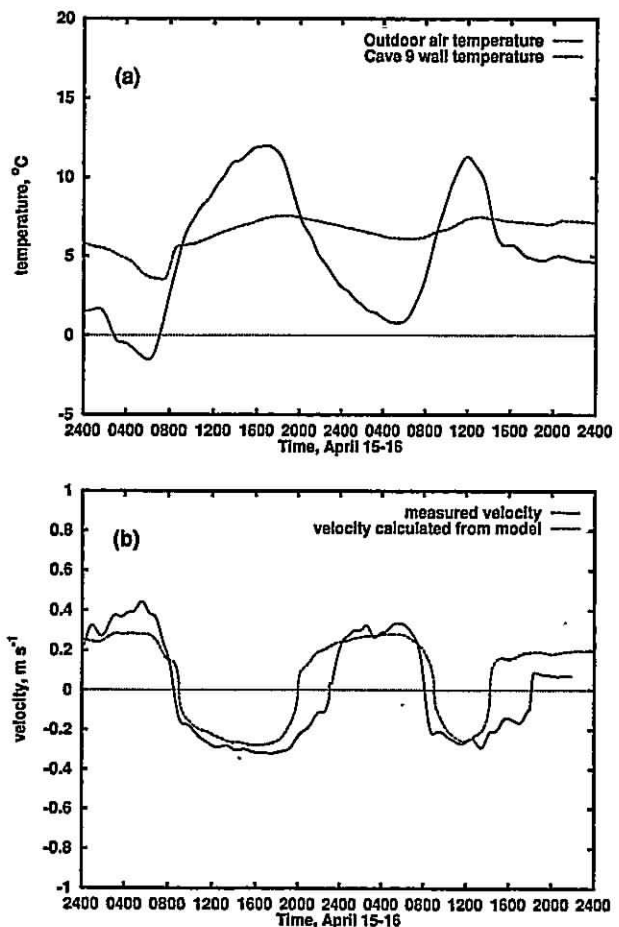 20
15
10
5
0
-5
temperature, °C
(a)
Outdoor air temperature
Cave 9 wall temperature
2400 0400 0800 1200 1600 2000 2400 0400 0800 1200 1600 2000 2400
Time, April 15-16
1
0.8
0.6
0.4
0.2
0
-0.2
-0.4
-0.6
-0.8
-1
velocity, m s-1
(b)
measured velocity
velocity calculated from model
2400 0400 0800 1200 1600 2000 2400 0400 0800 1200 1600 2000 2400
Time, April 15-16